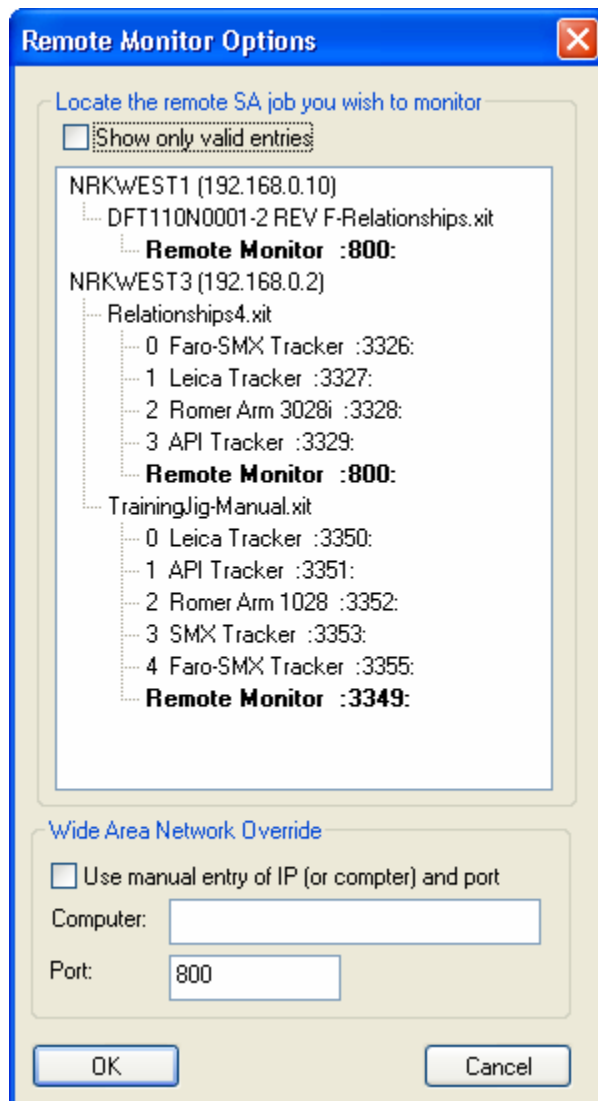 Remote Monitor Options
Locate the remote SA job you wish to monitor
Show only valid entries
NRKWEST1 (192.168.0.10)
DFT110N0001-2 REV F-Relationships.xit
Remote Monitor :800:
NRKWEST3 (192.168.0.2)
Relationships4.xit
0 Faro-SMX Tracker :3326:
1 Leica Tracker :3327:
2 Romer Arm 3028i :3328:
3 API Tracker :3329:
Remote Monitor :800:
TrainingJig-Manual.xit
0 Leica Tracker :3350:
1 API Tracker :3351:
2 Romer Arm 1028 :3352:
3 SMX Tracker :3353:
4 Faro-SMX Tracker :3355:
Remote Monitor :3349:
Wide Area Network Override
Use manual entry of IP (or compter) and port
Computer:
Port: 800
OK Cancel